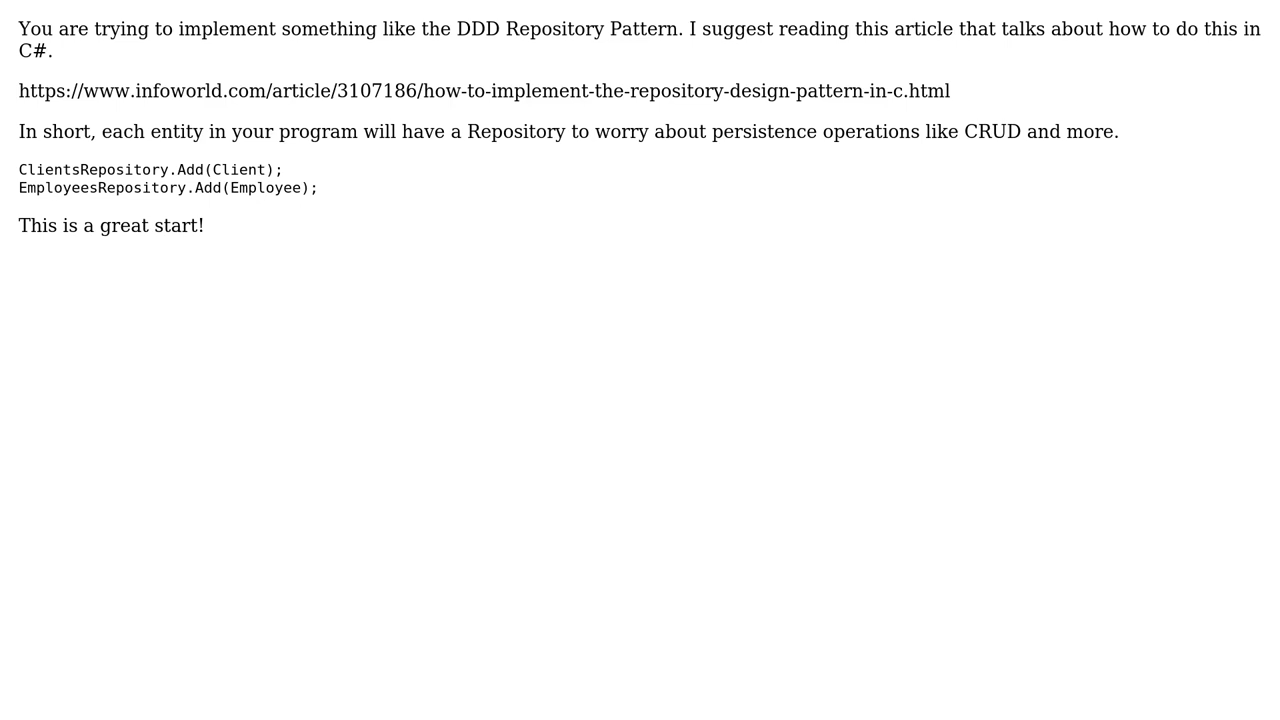 You are trying to implement something like the DDD Repository Pattern. I suggest reading this article that talks about how to do this in
C#.
https://www.infoworld.com/article/3107186/how-to-implement-the-repository-design-pattern-in-c.html
In short, each entity in your program will have a Repository to worry about persistence operations like CRUD and more.
ClientsRepository.Add(Client);
EmployeesRepository.Add(Employee);
This is a great start!